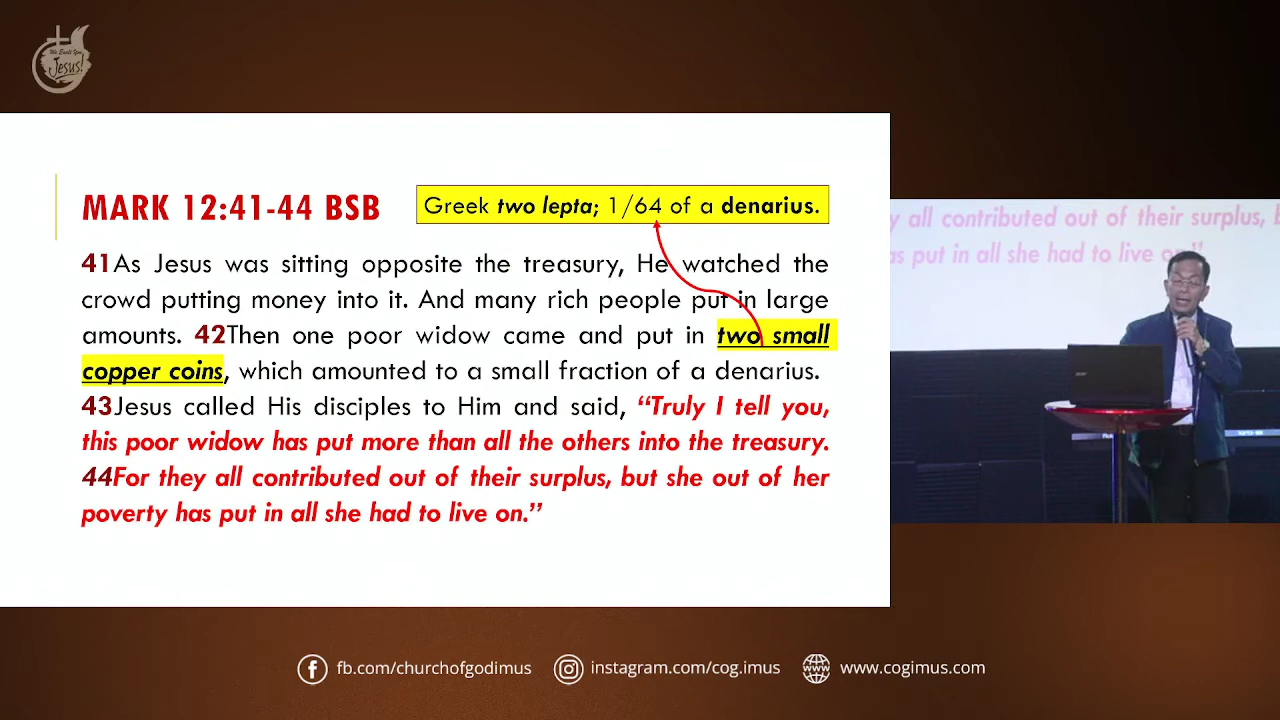 We Exalt You
Jesus!
MARK 12:41-44 BSB
Greek two lepta; 1/64 of a denarius.
41As Jesus was sitting opposite the treasury, He watched the
crowd putting money into it. And many rich people put in large
amounts. 42Then one poor widow came and put in two small
copper coins, which amounted to a small fraction of a denarius.
43Jesus called His disciples to Him and said, “Truly I tell you,
this poor widow has put more than all the others into the treasury.
44For they all contributed out of their surplus, but she out of her
poverty has put in all she had to live on.”
y all contributed out of their surplus, b
as put in all she had to live on.”
acer
fb.com/churchofgodimus
instagram.com/cog.imus
www.cogimus.com